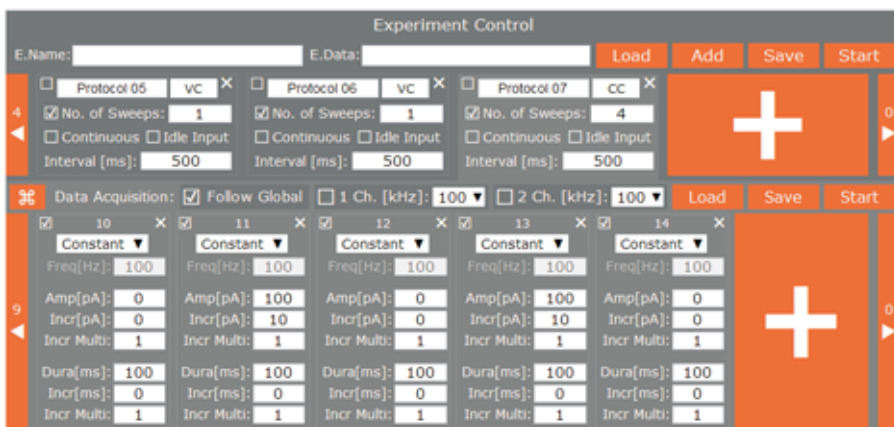 Experiment Control
E.Name: E.Data: Load Add Save Start
Protocol 05 VC X Protocol 06 VC X Protocol 07 CC X
4 No. of Sweeps: 1 No. of Sweeps: 1 No. of Sweeps: 4 0
Continuous Idle Input Continuous Idle Input Continuous Idle Input
Interval [ms]: 500 Interval [ms]: 500 Interval [ms]: 500
⌘ Data Acquisition: Follow Global 1 Ch. [kHz]: 100 ▼ 2 Ch. [kHz]: 100 ▼ Load Save Start
10 X 11 X 12 X 13 X 14 X
Constant ▼ Constant ▼ Constant ▼ Constant ▼ Constant ▼
Freq[Hz]: 100 Freq[Hz]: 100 Freq[Hz]: 100 Freq[Hz]: 100 Freq[Hz]: 100
Amp[pA]: 0 Amp[pA]: 100 Amp[pA]: 0 Amp[pA]: 100 Amp[pA]: 0
9 Incr[pA]: 0 Incr[pA]: 10 Incr[pA]: 0 Incr[pA]: 10 Incr[pA]: 0 0
Incr Multi: 1 Incr Multi: 1 Incr Multi: 1 Incr Multi: 1 Incr Multi: 1
Dura[ms]: 100 Dura[ms]: 100 Dura[ms]: 100 Dura[ms]: 100 Dura[ms]: 100
Incr[ms]: 0 Incr[ms]: 0 Incr[ms]: 0 Incr[ms]: 0 Incr[ms]: 0
Incr Multi: 1 Incr Multi: 1 Incr Multi: 1 Incr Multi: 1 Incr Multi: 1